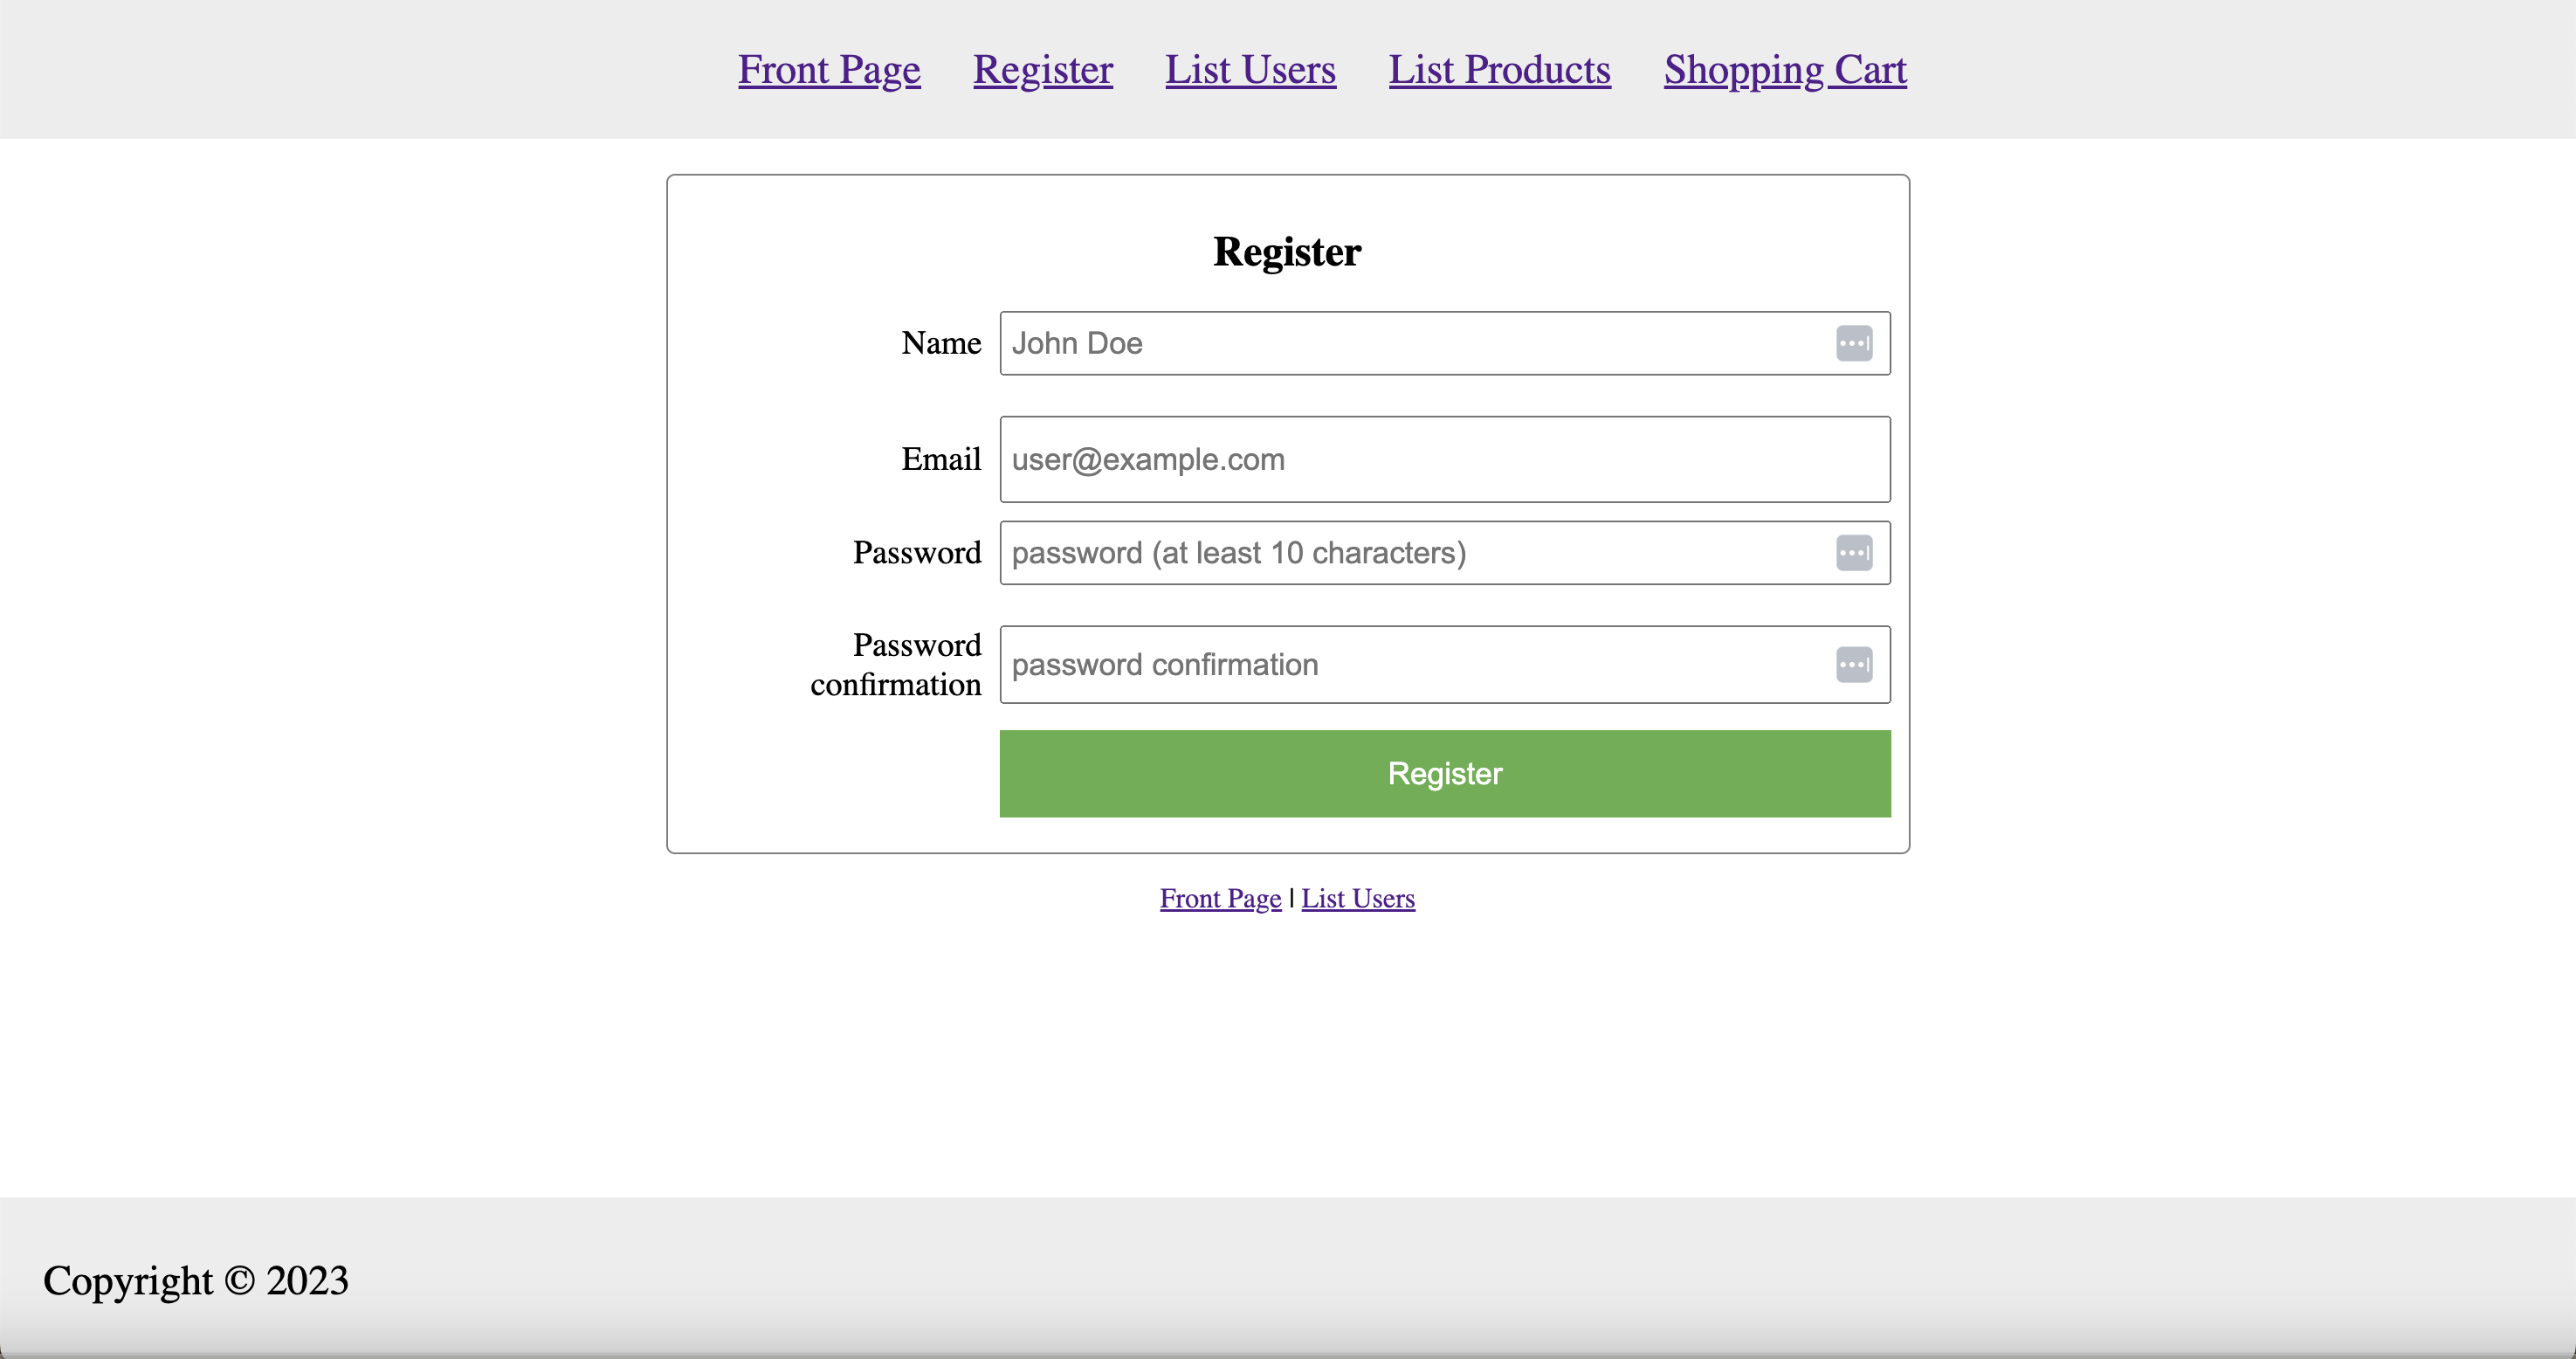 Front Page Register List Users List Products Shopping Cart
Register
Name John Doe
Email user@example.com
Password password (at least 10 characters)
Password
confirmation password confirmation
Register
Front Page | List Users
Copyright © 2023